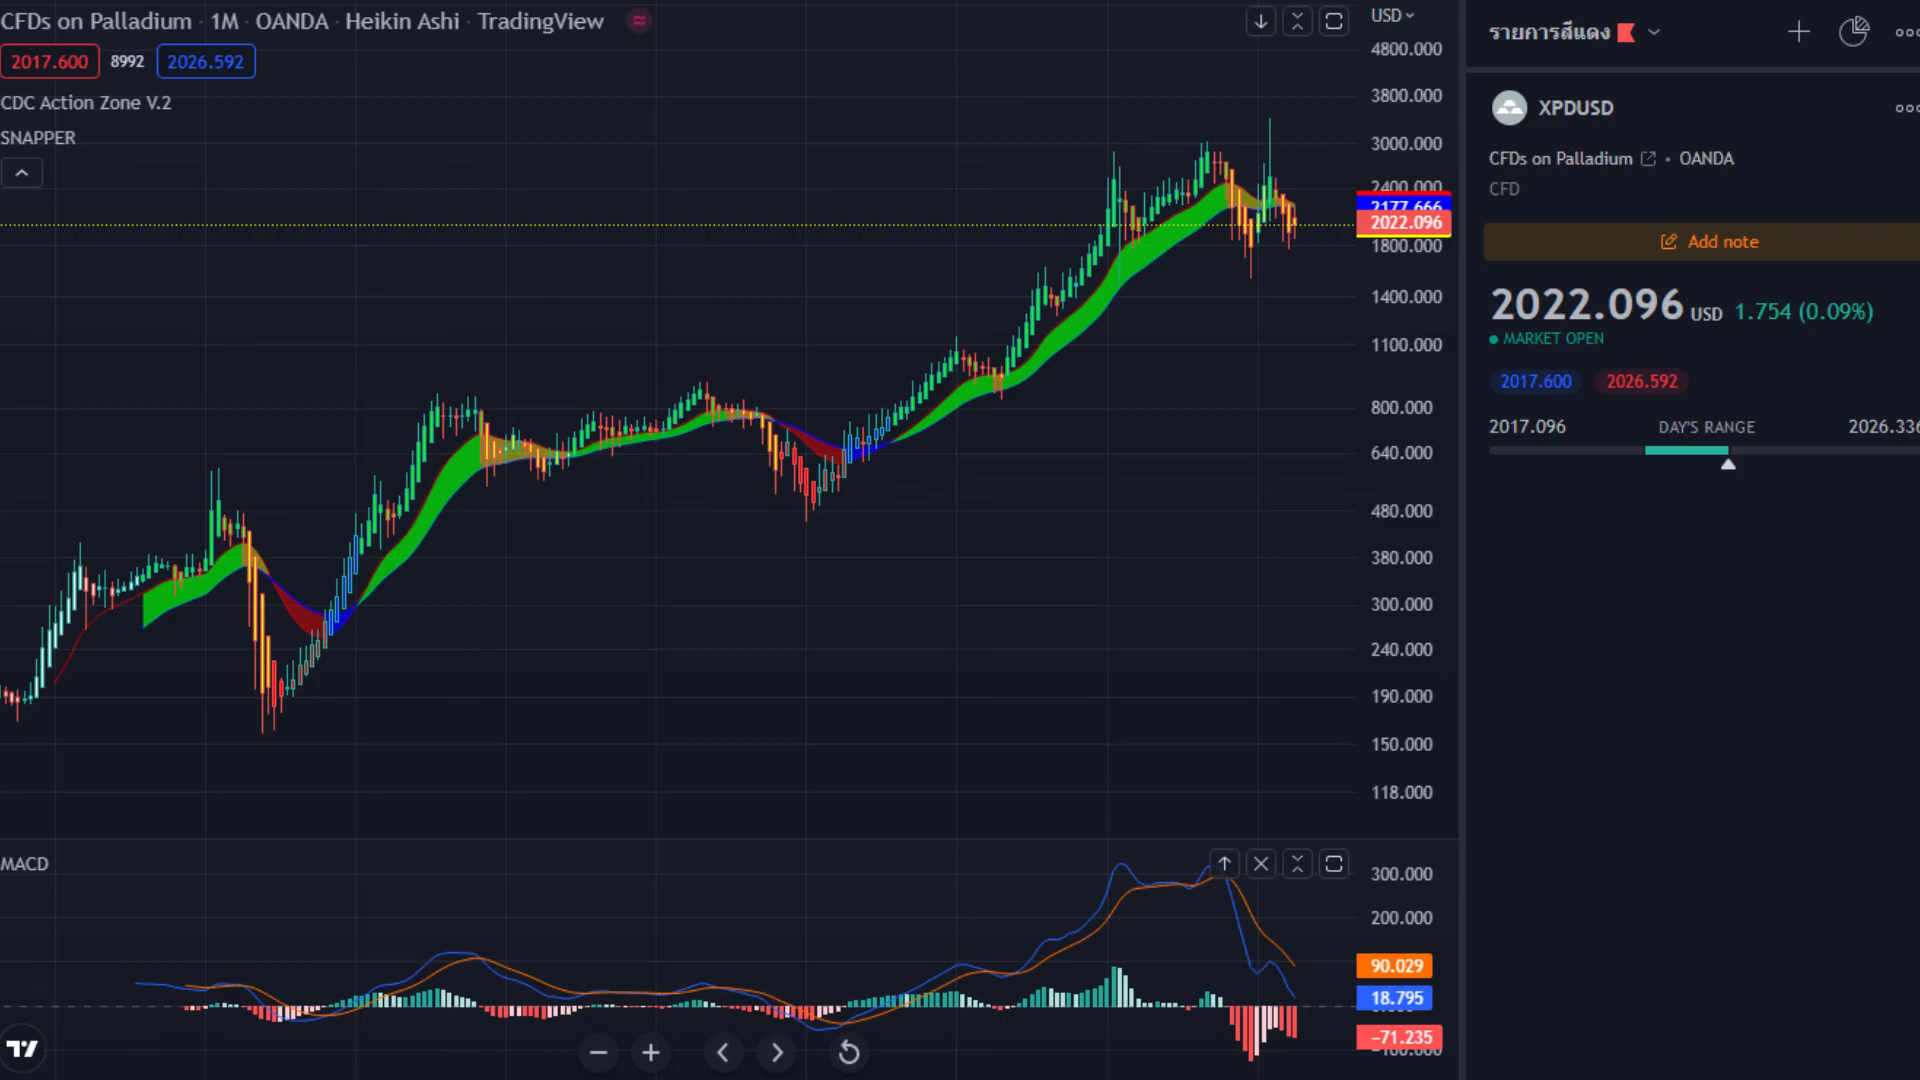 CFDs on Palladium · 1M · OANDA · Heikin Ashi · TradingView
2017.600 8992 2026.592
CDC Action Zone V.2
SNAPPER
USD
4800.000
3800.000
3000.000
2400.000
2177.666
2022.096
1800.000
1400.000
1100.000
800.000
640.000
480.000
380.000
300.000
240.000
190.000
150.000
118.000
MACD
300.000
200.000
90.029
18.795
−71.235
−100.000
รายการสีแดง
XPDUSD
CFDs on Palladium • OANDA
CFD
Add note
2022.096 USD 1.754 (0.09%)
MARKET OPEN
2017.600 2026.592
2017.096 DAY'S RANGE 2026.336